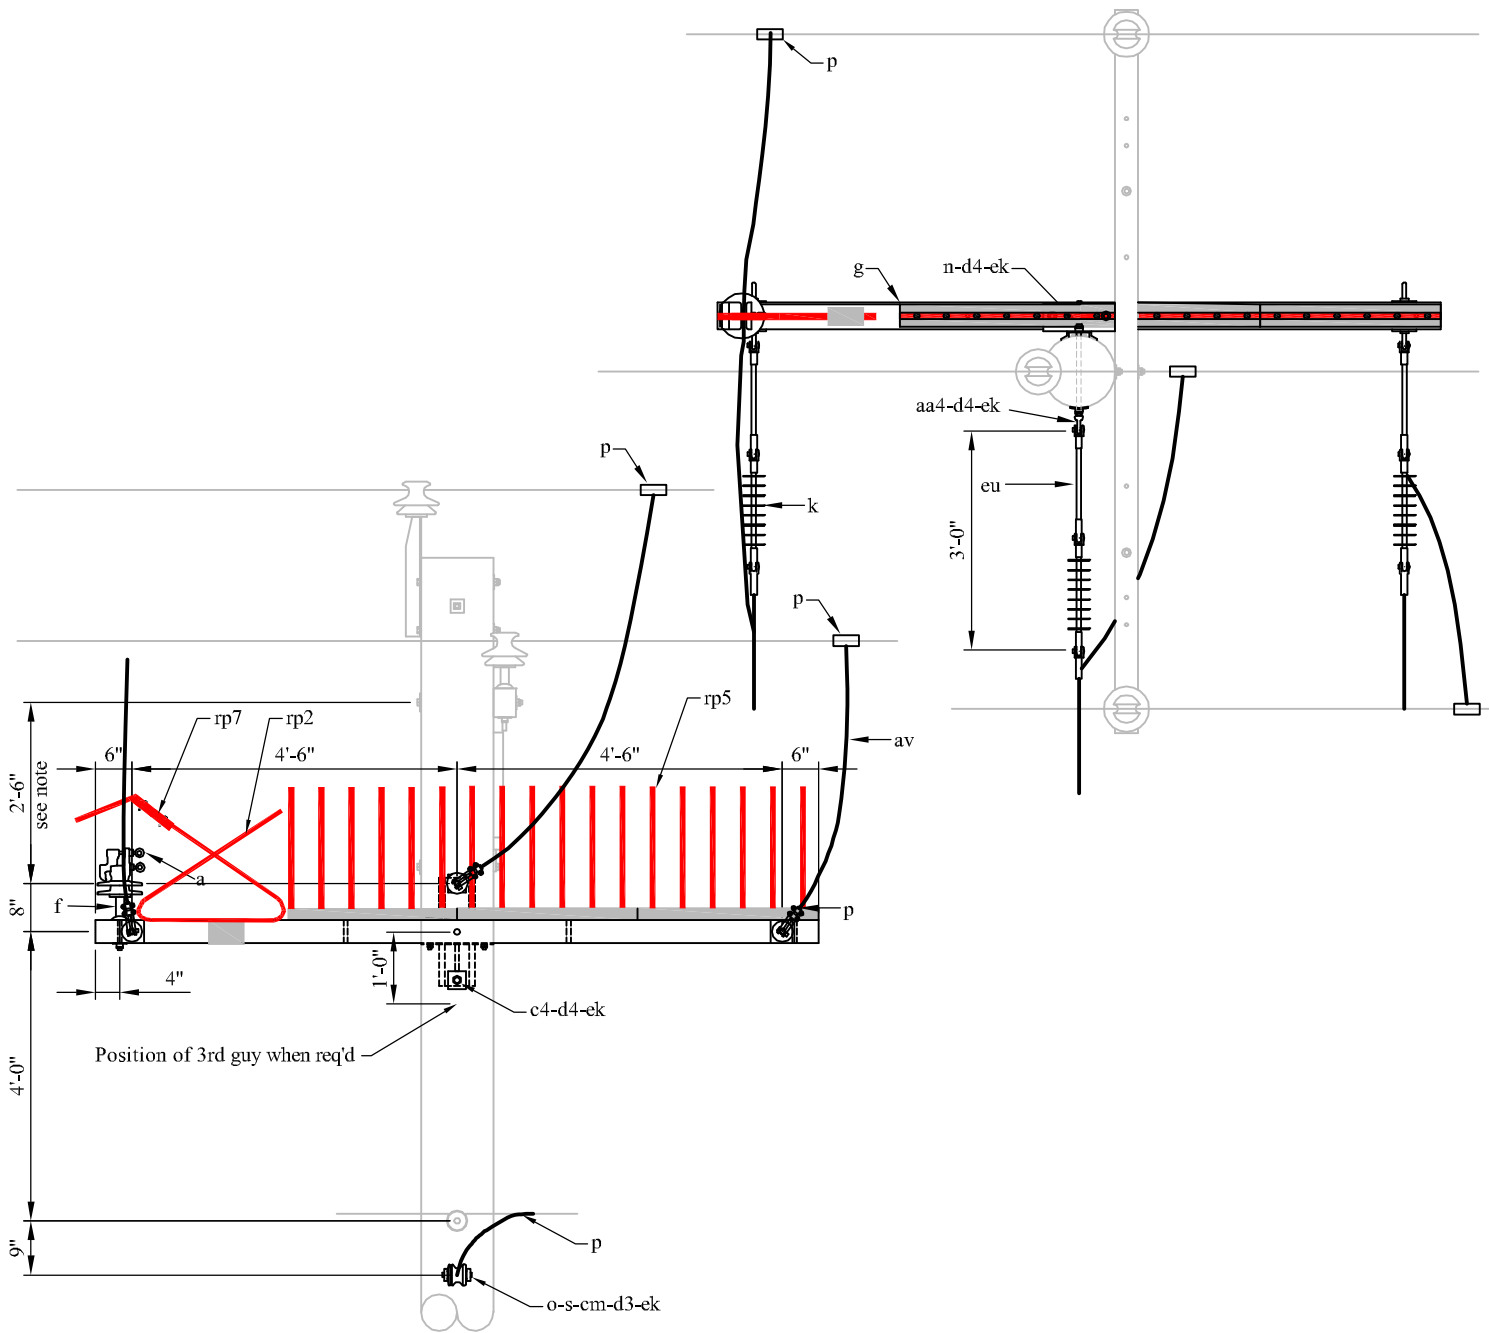 p
g
n-d4-ek
aa4-d4-ek
p
eu
k
3'-0"
p
rp7
rp2
rp5
av
6"
4'-6"
4'-6"
6"
2'-6"
see note
a
f
8"
p
4"
1'-0"
c4-d4-ek
Position of 3rd guy when req'd
4'-0"
p
9"
o-s-cm-d3-ek